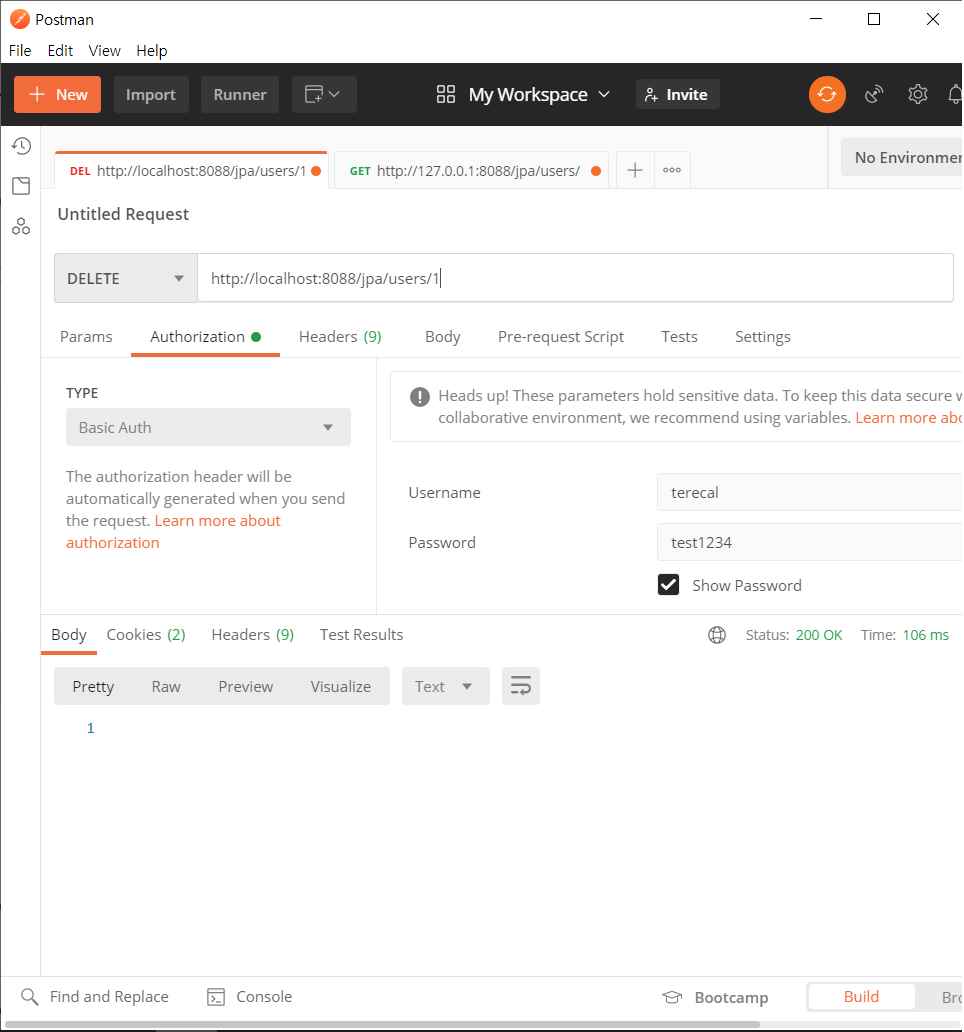 Postman
File Edit View Help
New Import Runner My Workspace Invite
DEL http://localhost:8088/jpa/users/1 GET http://127.0.0.1:8088/jpa/users/ No Environmen
Untitled Request
DELETE http://localhost:8088/jpa/users/1
Params Authorization Headers (9) Body Pre-request Script Tests Settings
TYPE
Basic Auth
The authorization header will be
automatically generated when you send
the request. Learn more about
authorization
Heads up! These parameters hold sensitive data. To keep this data secure w
collaborative environment, we recommend using variables. Learn more abo
Username terecal
Password test1234
Show Password
Body Cookies (2) Headers (9) Test Results Status: 200 OK Time: 106 ms
Pretty Raw Preview Visualize Text
1
Find and Replace Console Bootcamp Build Bro